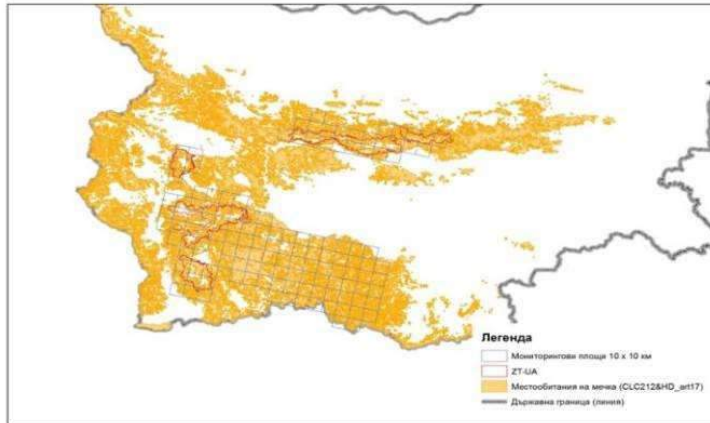 Легенда
Мониторингови площи 10 x 10 км
ZT-UA
Местообитания на мечка (CLC212&HD_art17)
Държавна граница (линия)